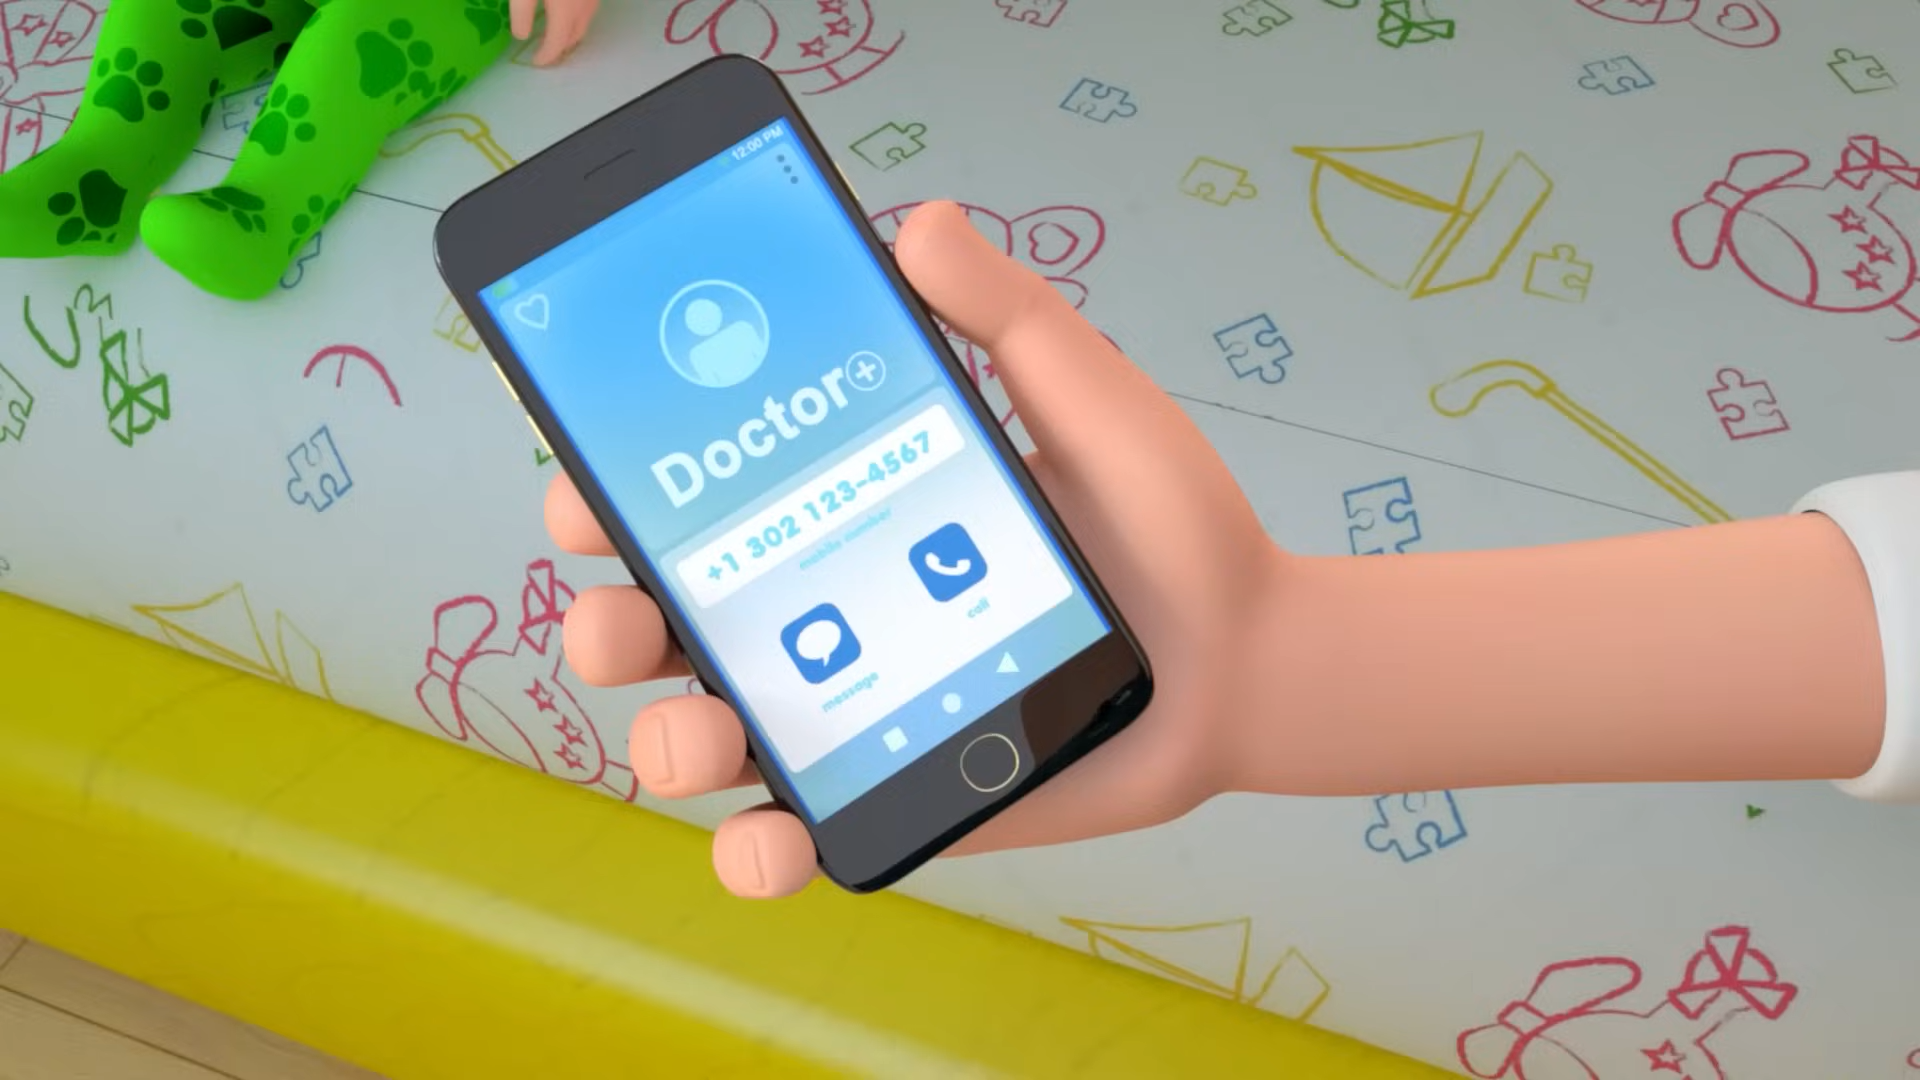 12:00 PM
Doctor
+1 302 123-4567
mobile number
call
message